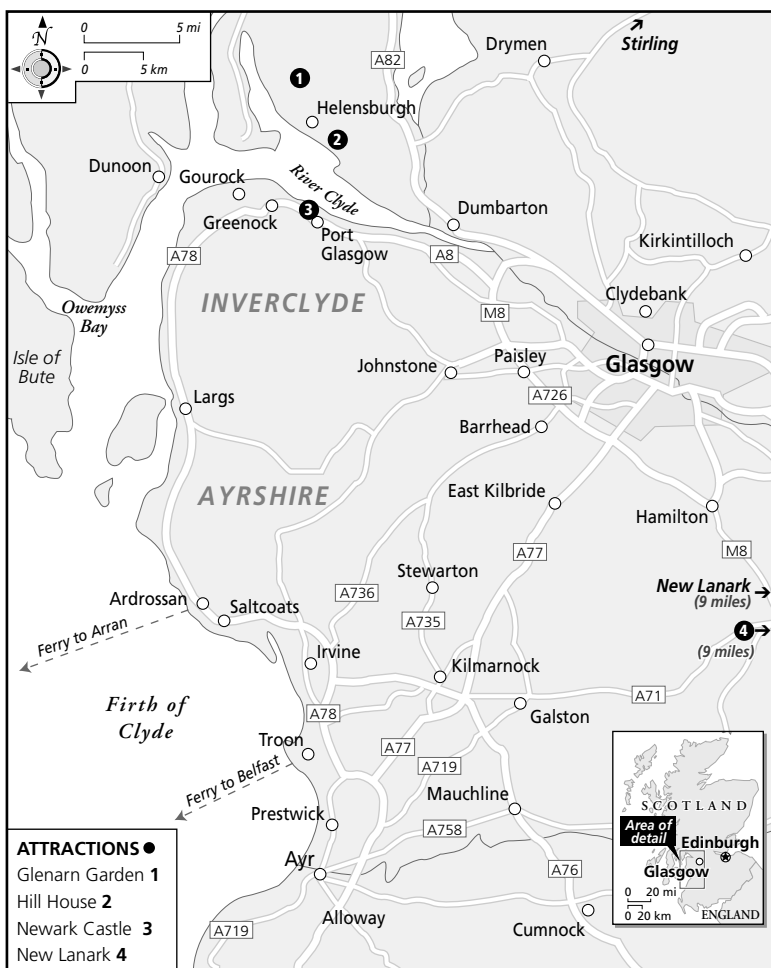 N
0 5 mi
0 5 km
A82
Drymen
Stirling
1
Helensburgh
2
Dunoon
Gourock
River Clyde
3
Greenock
Port
Glasgow
Dumbarton
Kirkintilloch
A78
A8
Clydebank
INVERCLYDE
M8
Owemyss
Bay
Isle of
Bute
Johnstone
Paisley
Glasgow
A726
Largs
Barrhead
AYRSHIRE
East Kilbride
Hamilton
A77
M8
Stewarton
New Lanark
(9 miles)
A736
Ardrossan
Saltcoats
A735
4
(9 miles)
Ferry to Arran
Irvine
Kilmarnock
A71
Firth of
Clyde
A78
Galston
Troon
A77
A719
Ferry to Belfast
Mauchline
Prestwick
A758
Ayr
A76
Alloway
Cumnock
A719
ATTRACTIONS
Glenarn Garden 1
Hill House 2
Newark Castle 3
New Lanark 4
SCOTLAND
Area of
detail
Edinburgh
Glasgow
0 20 mi
0 20 km
ENGLAND